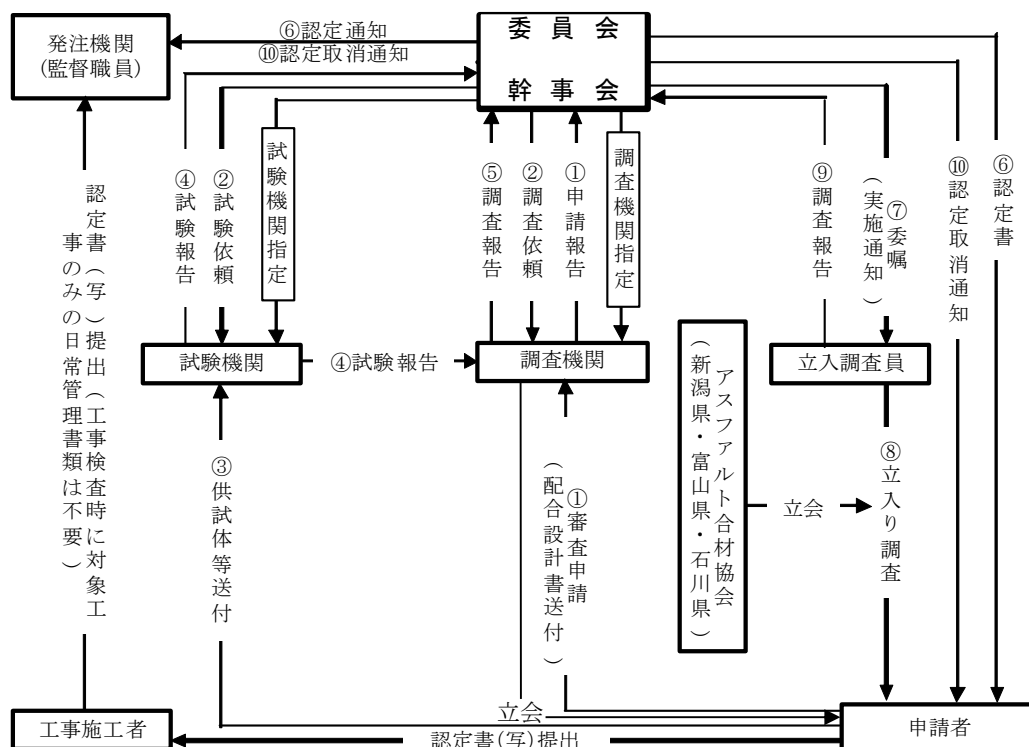 発注機関
(監督職員)
⑥認定通知
⑩認定取消通知
委 員 会
幹 事 会
④試験報告
②試験依頼
試験機関指定
⑤調査報告
②調査依頼
①申請報告
調査機関指定
⑨調査報告
⑦委嘱
(実施通知)
⑩認定取消通知
⑥認定書
認定書(写)提出(工事検査時に対象工
事のみの日常管理書類は不要)
試験機関
④試験報告
調査機関
立入調査員
③供試体等送付
①審査申請
(配合設計書送付)
アスファルト合材協会
(新潟県・富山県・石川県)
立会
⑧立入り調査
工事施工者
立会
認定書(写)提出
申請者